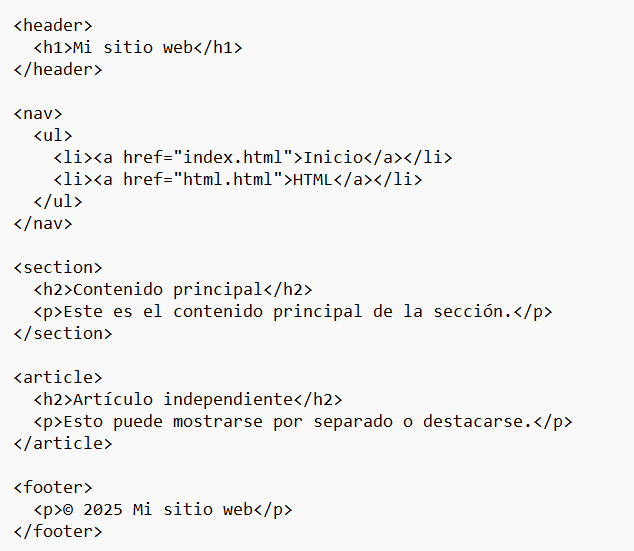 <header>
  <h1>Mi sitio web</h1>
</header>

<nav>
  <ul>
    <li><a href="index.html">Inicio</a></li>
    <li><a href="html.html">HTML</a></li>
  </ul>
</nav>

<section>
  <h2>Contenido principal</h2>
  <p>Este es el contenido principal de la sección.</p>
</section>

<article>
  <h2>Artículo independiente</h2>
  <p>Esto puede mostrarse por separado o destacarse.</p>
</article>

<footer>
  <p>© 2025 Mi sitio web</p>
</footer>